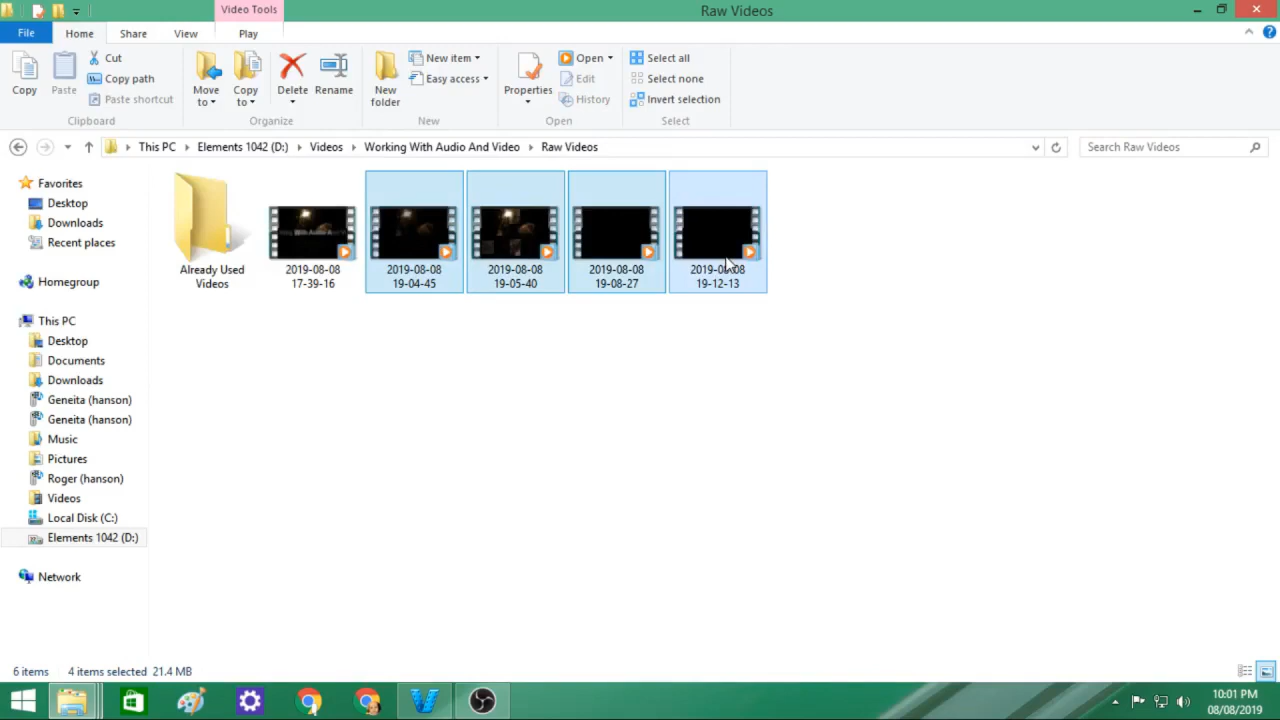 Video Tools
Raw Videos
File
Home
Share
View
Play
Copy
Paste
Cut
Copy path
Paste shortcut
Clipboard
Move to
Copy to
Delete
Rename
Organize
New folder
New item
Easy access
New
Properties
Open
Edit
History
Open
Select all
Select none
Invert selection
Select
This PC
Elements 1042 (D:)
Videos
Working With Audio And Video
Raw Videos
Search Raw Videos
Favorites
Desktop
Downloads
Recent places
Homegroup
This PC
Desktop
Documents
Downloads
Geneita (hanson)
Geneita (hanson)
Music
Pictures
Roger (hanson)
Videos
Local Disk (C:)
Elements 1042 (D:)
Network
Already Used
Videos
2019-08-08
17-39-16
2019-08-08
19-04-45
2019-08-08
19-05-40
2019-08-08
19-08-27
2019-08-08
19-12-13
6 items
4 items selected 21.4 MB
10:01 PM
08/08/2019